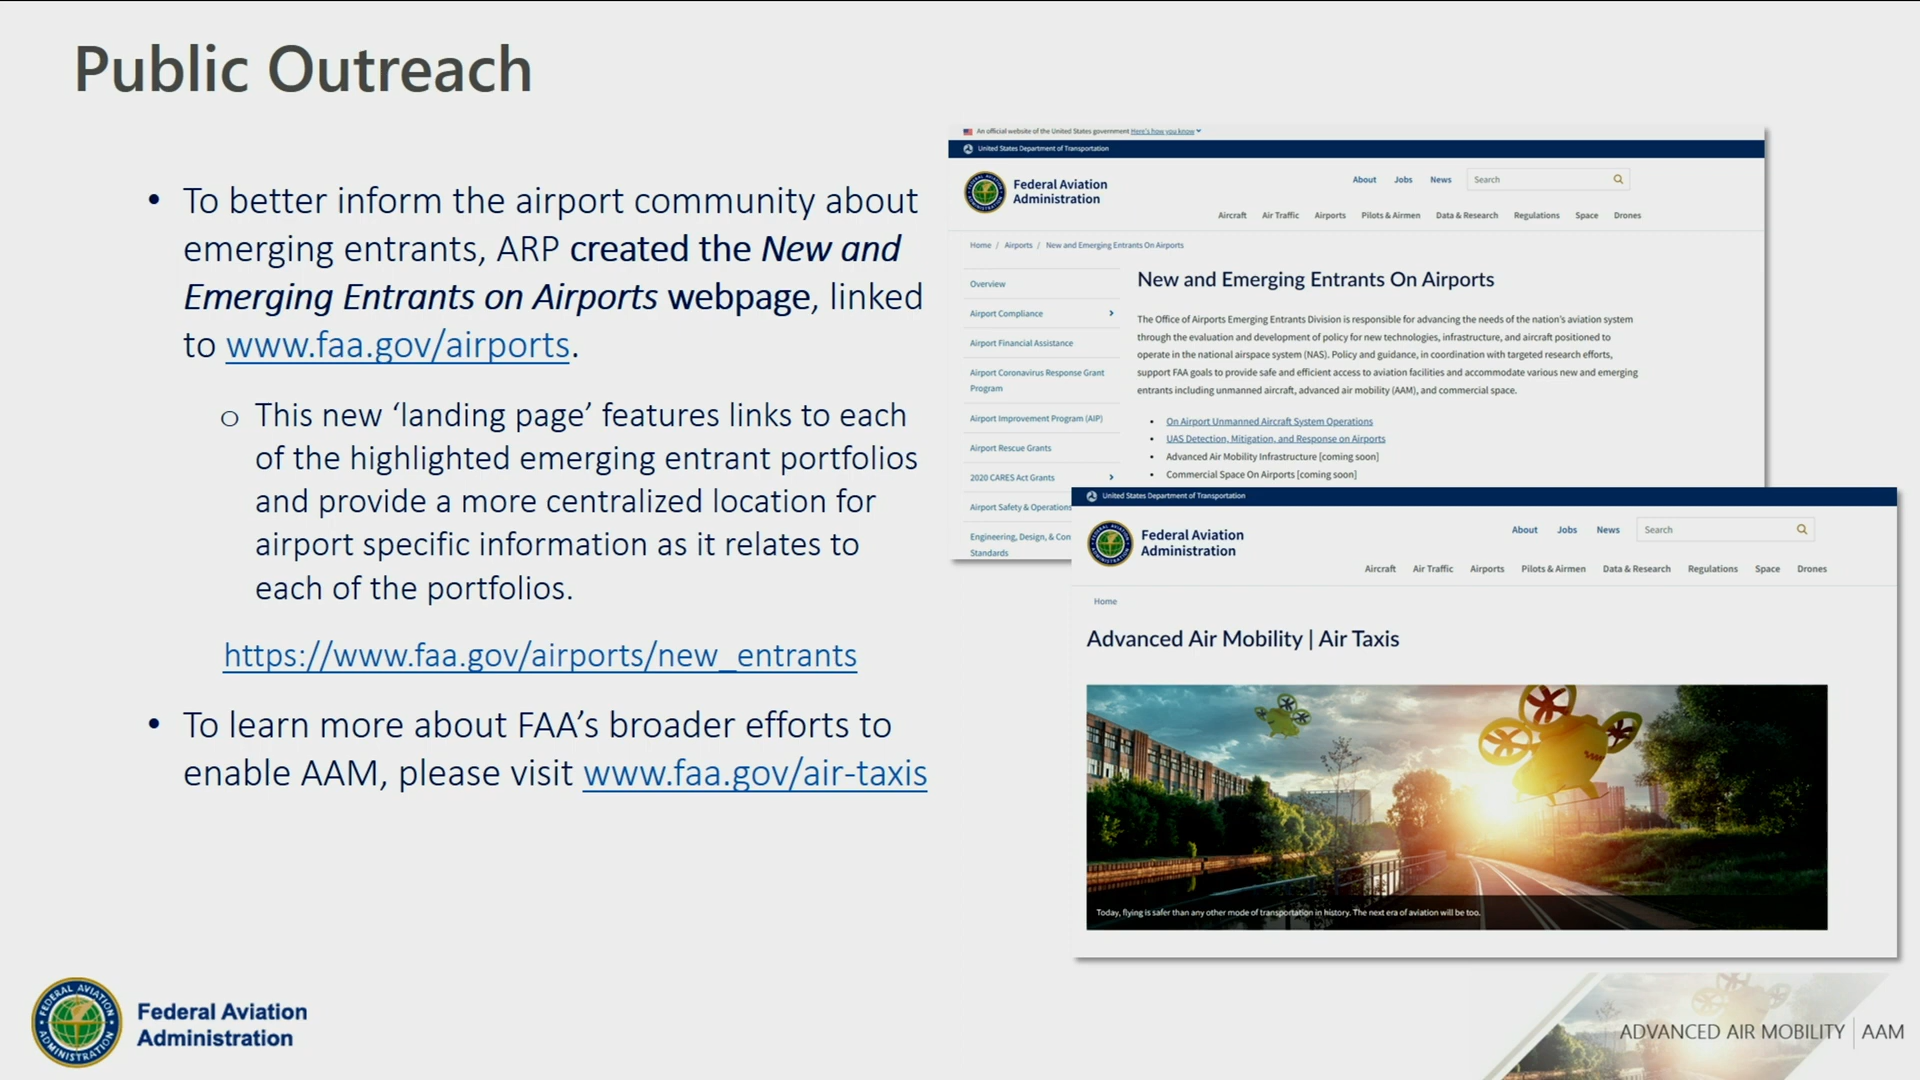 Public Outreach
• To better inform the airport community about
emerging entrants, ARP created the New and
Emerging Entrants on Airports webpage, linked
to www.faa.gov/airports.
o This new ‘landing page’ features links to each
of the highlighted emerging entrant portfolios
and provide a more centralized location for
airport specific information as it relates to
each of the portfolios.
https://www.faa.gov/airports/new_entrants
• To learn more about FAA’s broader efforts to
enable AAM, please visit www.faa.gov/air-taxis
An official website of the United States government Here's how you know
United States Department of Transportation
Federal Aviation
Administration
About Jobs News Search
Aircraft Air Traffic Airports Pilots & Airmen Data & Research Regulations Space Drones
Home / Airports / New and Emerging Entrants On Airports
Overview
Airport Compliance
Airport Financial Assistance
Airport Coronavirus Response Grant
Program
Airport Improvement Program (AIP)
Airport Rescue Grants
2020 CARES Act Grants
Airport Safety & Operations
Engineering, Design, & Con
Standards
New and Emerging Entrants On Airports
The Office of Airports Emerging Entrants Division is responsible for advancing the needs of the nation's aviation system
through the evaluation and development of policy for new technologies, infrastructure, and aircraft positioned to
operate in the national airspace system (NAS). Policy and guidance, in coordination with targeted research efforts,
support FAA goals to provide safe and efficient access to aviation facilities and accommodate various new and emerging
entrants including unmanned aircraft, advanced air mobility (AAM), and commercial space.
• On Airport Unmanned Aircraft System Operations
• UAS Detection, Mitigation, and Response on Airports
• Advanced Air Mobility Infrastructure [coming soon]
• Commercial Space On Airports [coming soon]
United States Department of Transportation
Federal Aviation
Administration
About Jobs News Search
Aircraft Air Traffic Airports Pilots & Airmen Data & Research Regulations Space Drones
Home
Advanced Air Mobility | Air Taxis
Today, flying is safer than any other mode of transportation in history. The next era of aviation will be too.
FEDERAL AVIATION
ADMINISTRATION
Federal Aviation
Administration
ADVANCED AIR MOBILITY | AAM